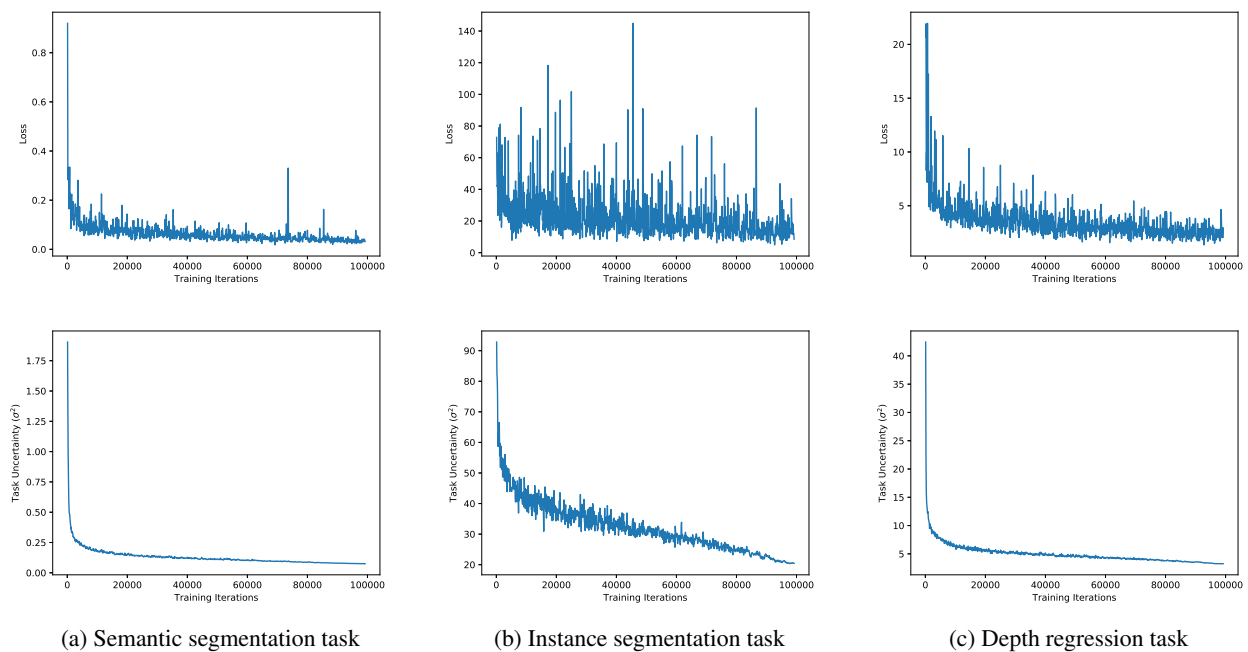 0.8
0.6
0.4
0.2
0.0
Loss
0 20000 40000 60000 80000 100000
Training Iterations
140
120
100
80
60
40
20
0
Loss
0 20000 40000 60000 80000 100000
Training Iterations
20
15
10
5
Loss
0 20000 40000 60000 80000 100000
Training Iterations
1.75
1.50
1.25
1.00
0.75
0.50
0.25
0.00
Task Uncertainty (σ²)
0 20000 40000 60000 80000 100000
Training Iterations
90
80
70
60
50
40
30
20
Task Uncertainty (σ²)
0 20000 40000 60000 80000 100000
Training Iterations
40
35
30
25
20
15
10
5
Task Uncertainty (σ²)
0 20000 40000 60000 80000 100000
Training Iterations
(a) Semantic segmentation task
(b) Instance segmentation task
(c) Depth regression task